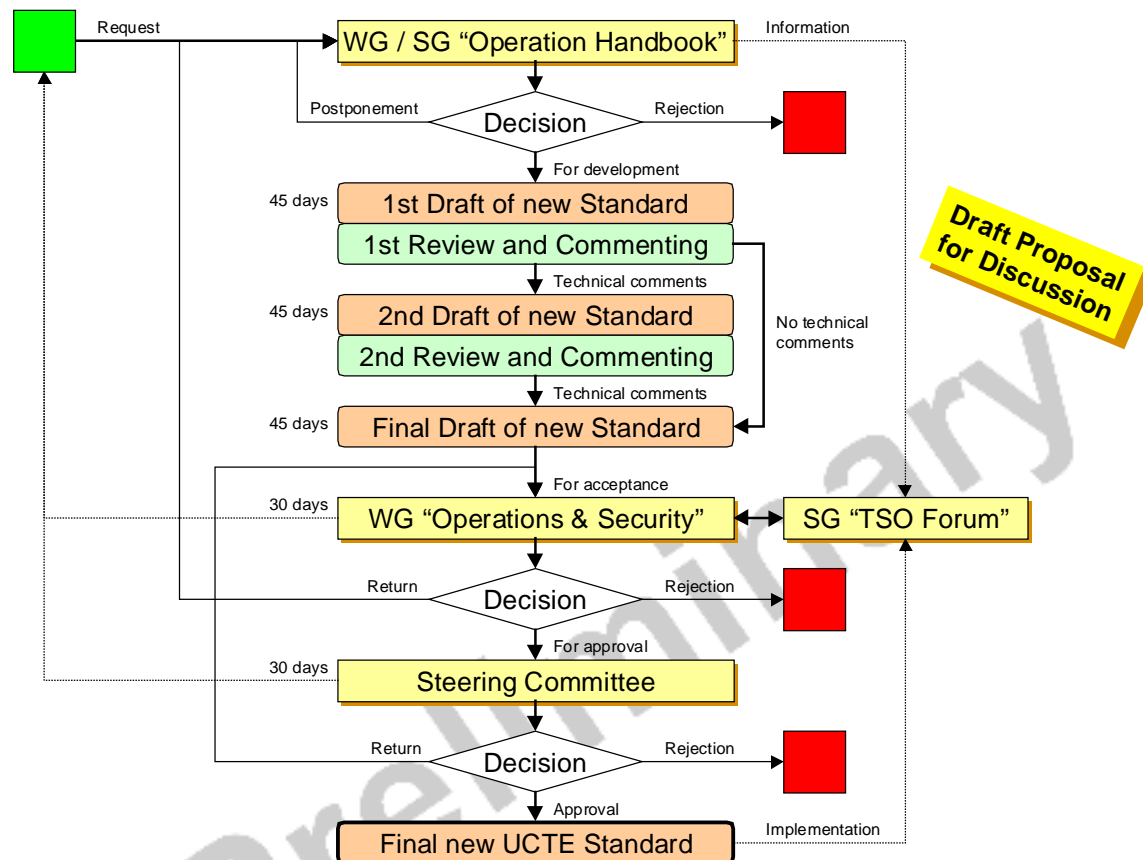 Request
WG / SG “Operation Handbook”
Information
Postponement
Decision
Rejection
For development
45 days
1st Draft of new Standard
1st Review and Commenting
Technical comments
45 days
2nd Draft of new Standard
2nd Review and Commenting
No technical
comments
Technical comments
45 days
Final Draft of new Standard
For acceptance
30 days
WG “Operations & Security”
SG “TSO Forum”
Return
Decision
Rejection
For approval
30 days
Steering Committee
Return
Decision
Rejection
Approval
Final new UCTE Standard
Implementation
Draft Proposal
for Discussion
Preliminary